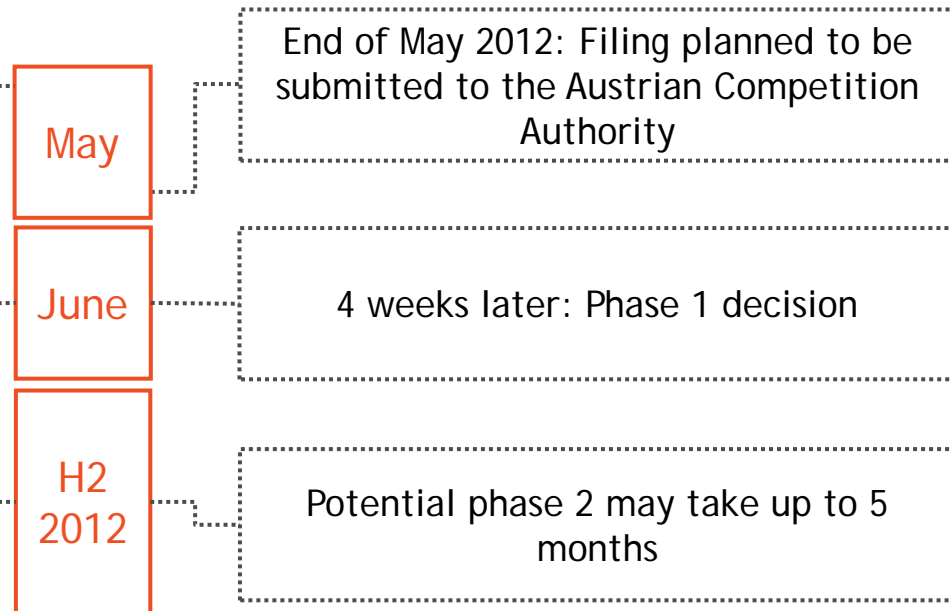 May
End of May 2012: Filing planned to be
submitted to the Austrian Competition
Authority
June
4 weeks later: Phase 1 decision
H2
2012
Potential phase 2 may take up to 5
months